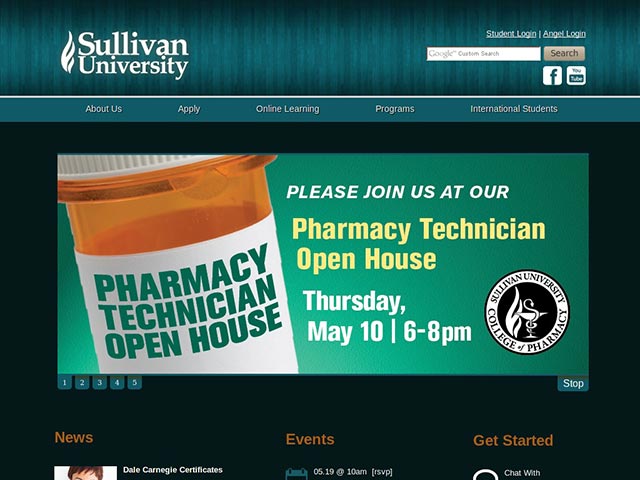 Student Login | Angel Login
Sullivan
University
Google™ Custom Search
Search
You
Tube
About Us
Apply
Online Learning
Programs
International Students
PLEASE JOIN US AT OUR
Pharmacy Technician
Open House
Thursday,
May 10 | 6-8pm
PHARMACY
TECHNICIAN
OPEN HOUSE
SULLIVAN UNIVERSITY
COLLEGE of PHARMACY
1 2 3 4 5
Stop
News
Events
Get Started
Dale Carnegie Certificates
05.19 @ 10am [rsvp]
Chat With